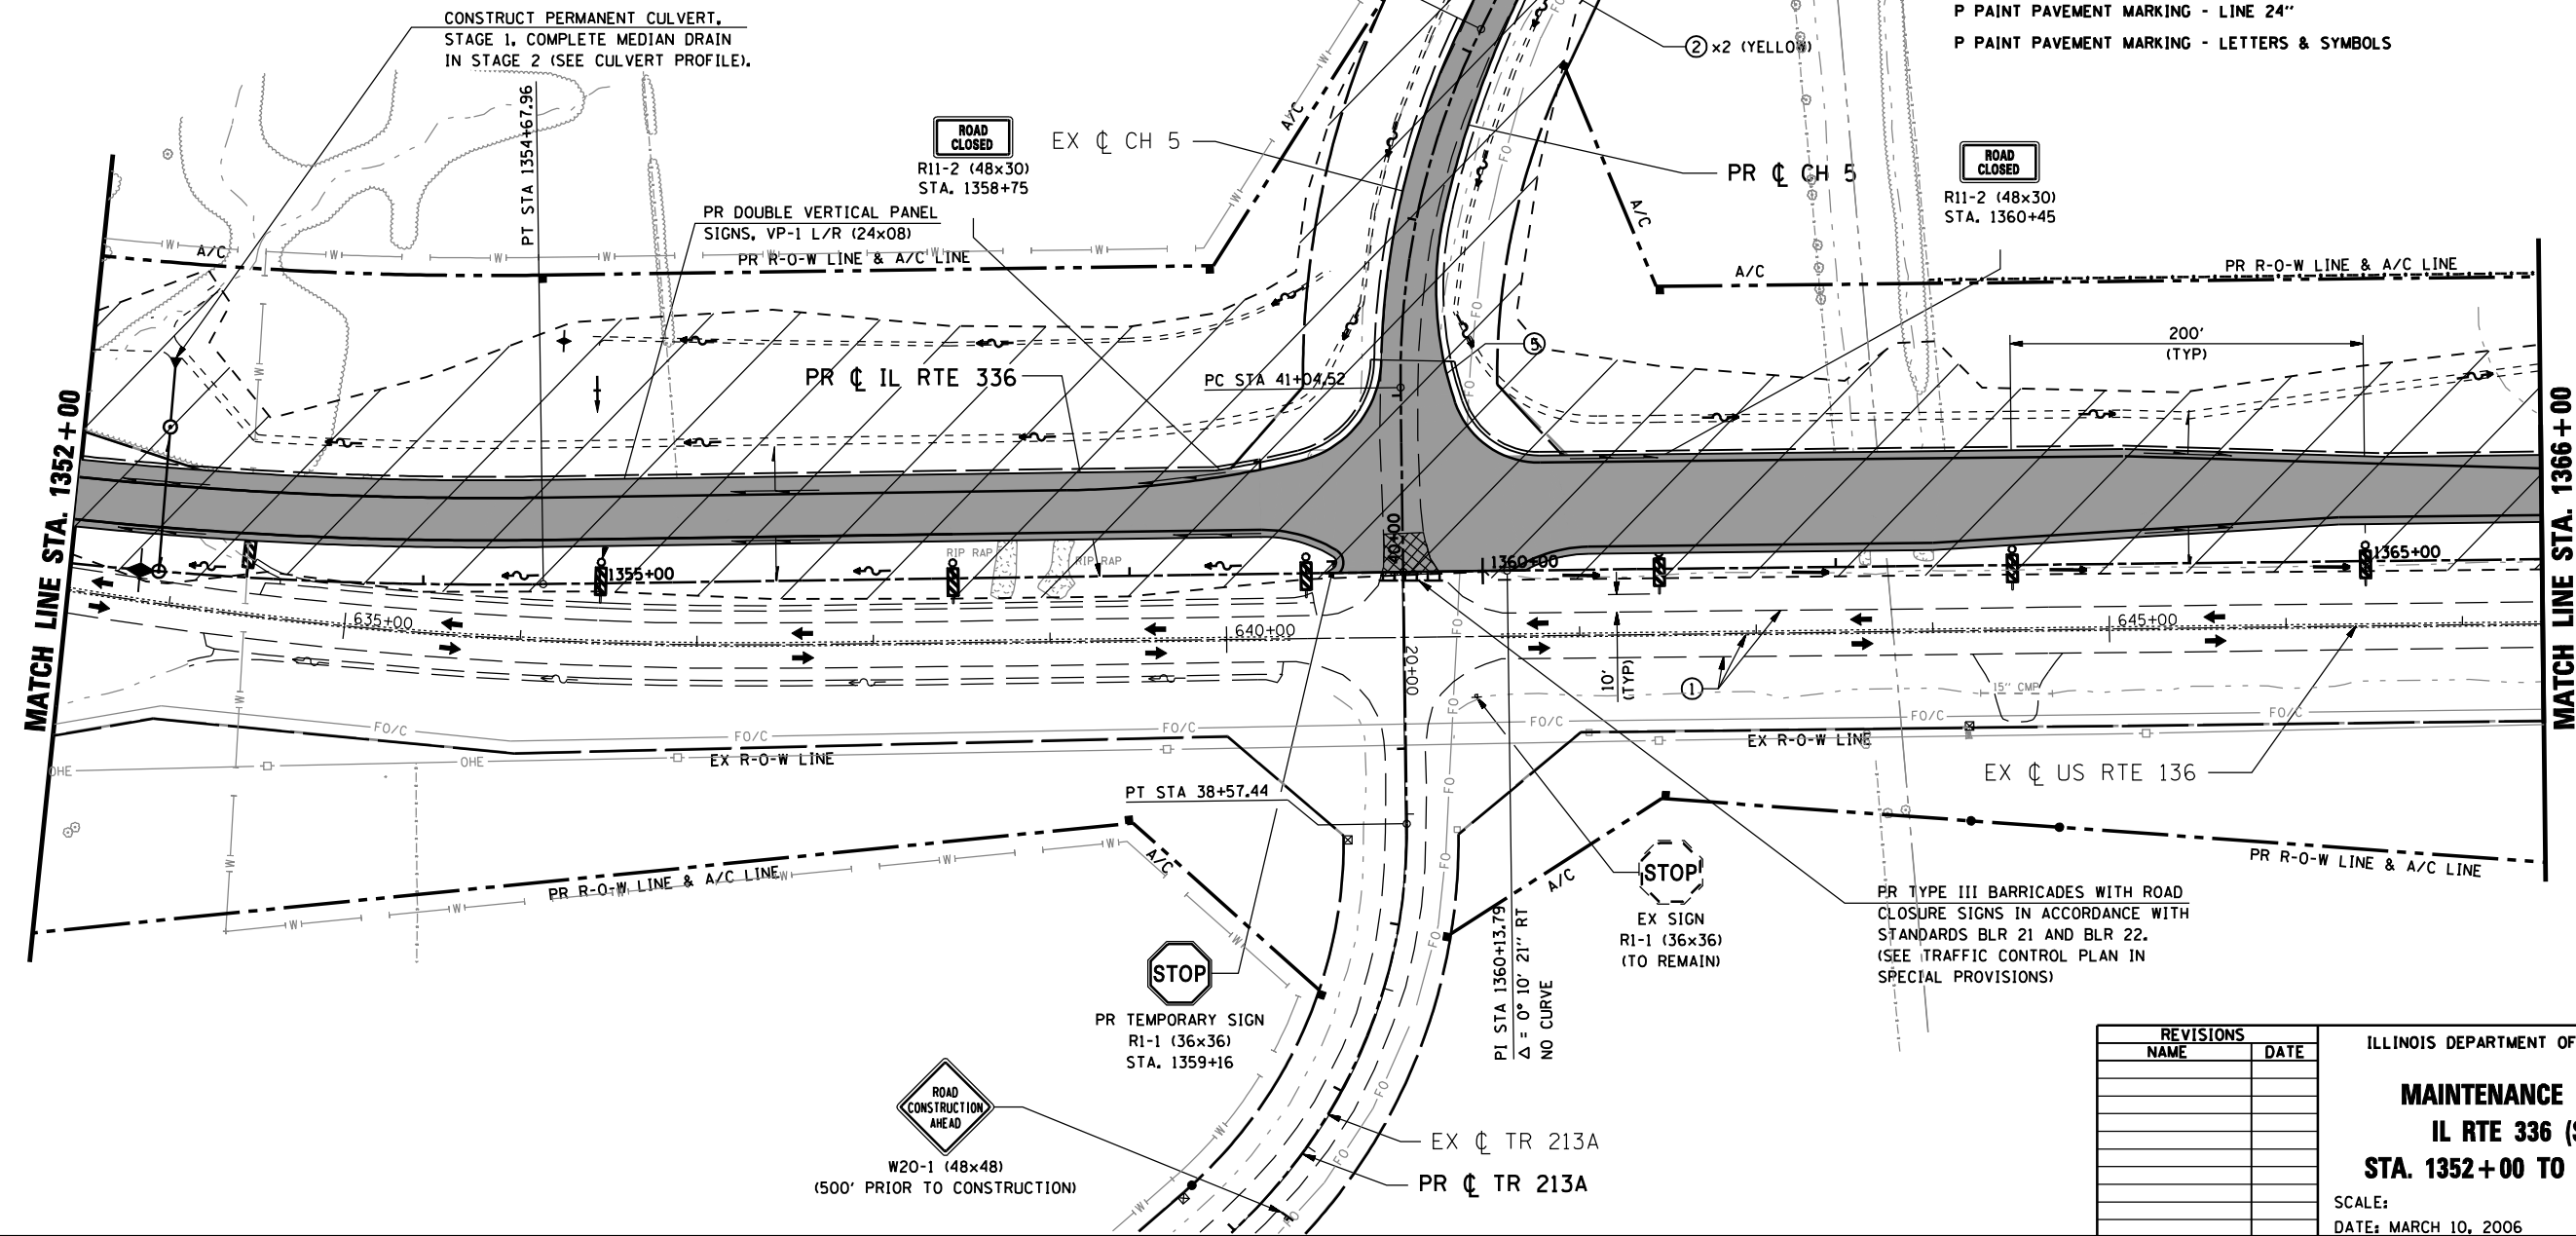 CONSTRUCT PERMANENT CULVERT,
STAGE 1, COMPLETE MEDIAN DRAIN
IN STAGE 2 (SEE CULVERT PROFILE).
P PAINT PAVEMENT MARKING - LINE 24"
P PAINT PAVEMENT MARKING - LETTERS & SYMBOLS
2 x2 (YELLOW)
PT STA 1354+67.96
ROAD
CLOSED
R11-2 (48x30)
STA. 1358+75
EX ℄ CH 5
PR ℄ CH 5
ROAD
CLOSED
R11-2 (48x30)
STA. 1360+45
PR DOUBLE VERTICAL PANEL
SIGNS, VP-1 L/R (24x08)
A/C
A/C
A/C
A/C
PR R-O-W LINE & A/C LINE
PR R-O-W LINE & A/C LINE
200'
(TYP)
5
PR ℄ IL RTE 336
PC STA 41+04.52
MATCH LINE STA. 1352+00
MATCH LINE STA. 1366+00
RIP RAP
RIP RAP
40+00
1355+00
1360+00
1365+00
635+00
640+00
645+00
20+00
10'
(TYP)
1
15" CMP
FO/C
FO/C
FO/C
FO/C
FO/C
FO/C
OHE
OHE
EX R-O-W LINE
EX R-O-W LINE
EX ℄ US RTE 136
PT STA 38+57.44
A/C
A/C
PR R-O-W LINE & A/C LINE
PR R-O-W LINE & A/C LINE
STOP
EX SIGN
R1-1 (36x36)
(TO REMAIN)
PR TYPE III BARRICADES WITH ROAD
CLOSURE SIGNS IN ACCORDANCE WITH
STANDARDS BLR 21 AND BLR 22.
(SEE TRAFFIC CONTROL PLAN IN
SPECIAL PROVISIONS)
PI STA 1360+13.79
Δ = 0° 10' 21" RT
NO CURVE
STOP
PR TEMPORARY SIGN
R1-1 (36x36)
STA. 1359+16
ROAD
CONSTRUCTION
AHEAD
W20-1 (48x48)
(500' PRIOR TO CONSTRUCTION)
EX ℄ TR 213A
PR ℄ TR 213A
REVISIONS
NAME DATE
ILLINOIS DEPARTMENT OF
MAINTENANCE
IL RTE 336 (
STA. 1352+00 TO
SCALE:
DATE: MARCH 10, 2006